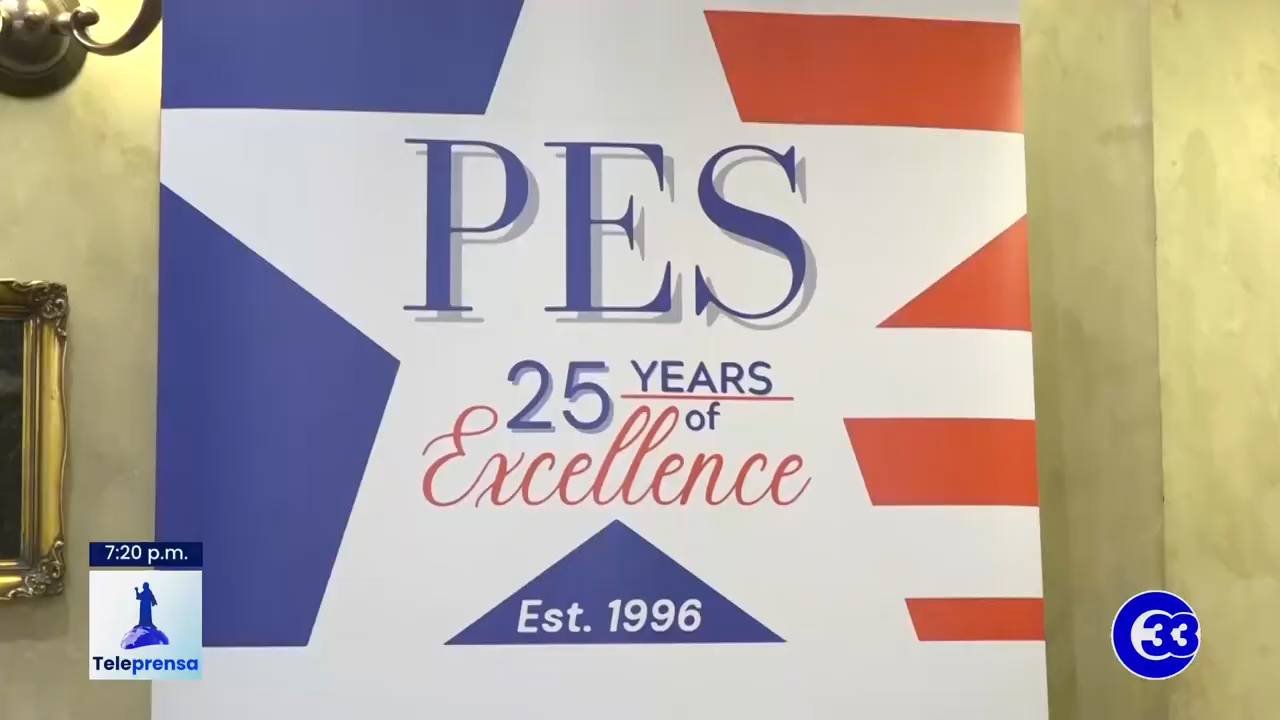 PES
25 YEARS
of
Excellence
Est. 1996
7:20 p.m.
Teleprensa
33